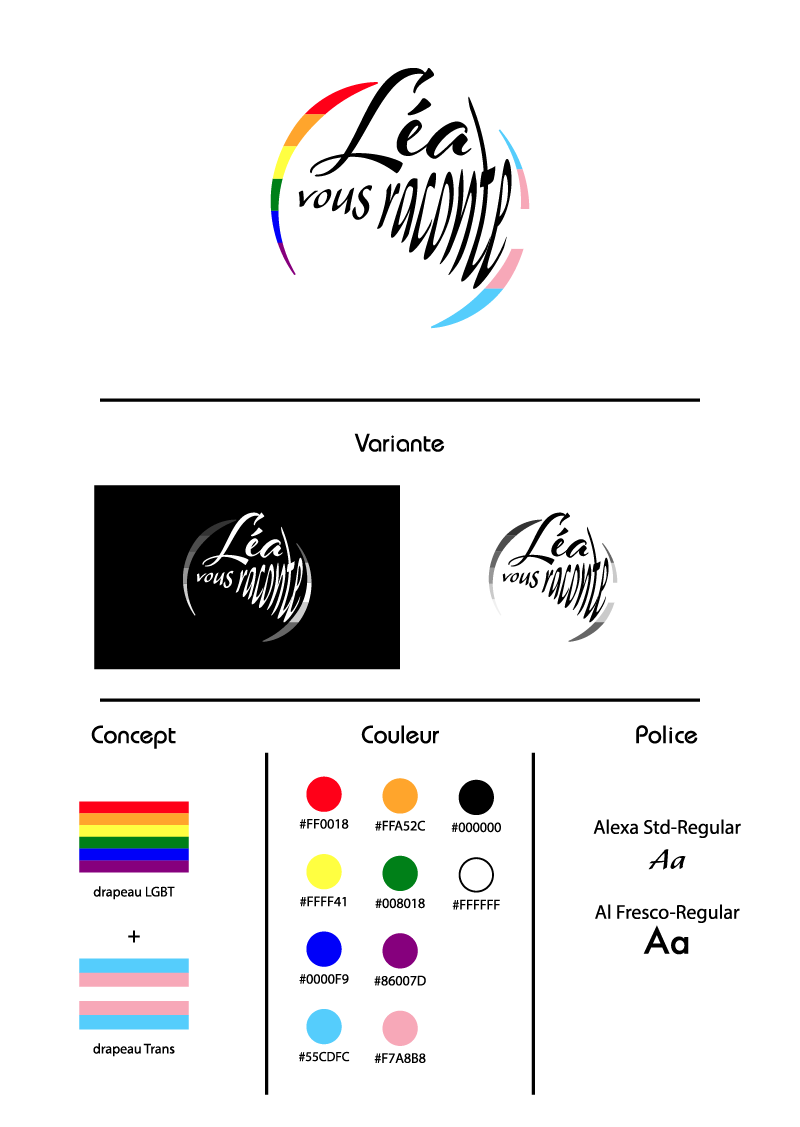 Léa
vous raconte
Variante
Léa
vous raconte
Léa
vous raconte
Concept
drapeau LGBT
+
drapeau Trans
Couleur
#FF0018
#FFA52C
#000000
#FFFF41
#008018
#FFFFFF
#0000F9
#86007D
#55CDFC
#F7A8B8
Police
Alexa Std-Regular
Aa
Al Fresco-Regular
Aa